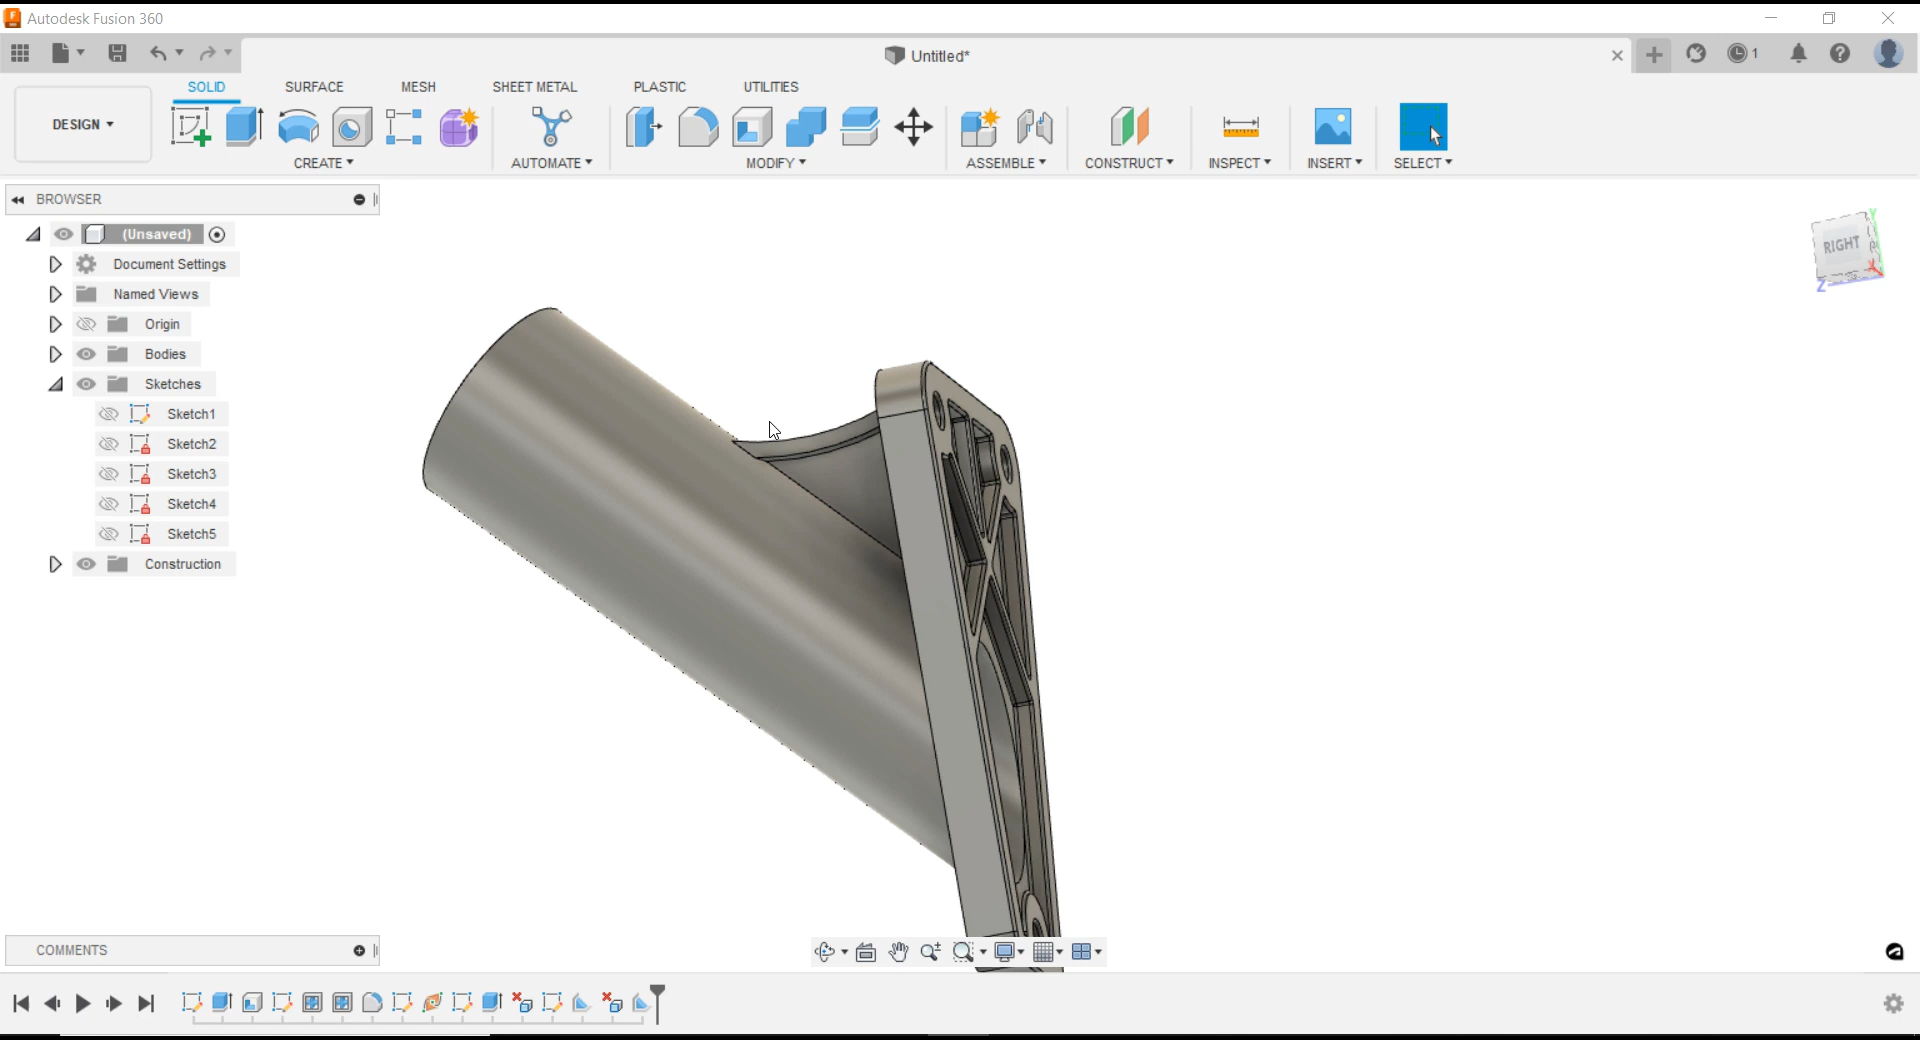 Autodesk Fusion 360
Untitled*
1
SOLID SURFACE MESH SHEET METAL PLASTIC UTILITIES
DESIGN
CREATE AUTOMATE MODIFY ASSEMBLE CONSTRUCT INSPECT INSERT SELECT
BROWSER
(Unsaved)
Document Settings
Named Views
Origin
Bodies
Sketches
Sketch1
Sketch2
Sketch3
Sketch4
Sketch5
Construction
Y
RIGHT
X
Z
COMMENTS